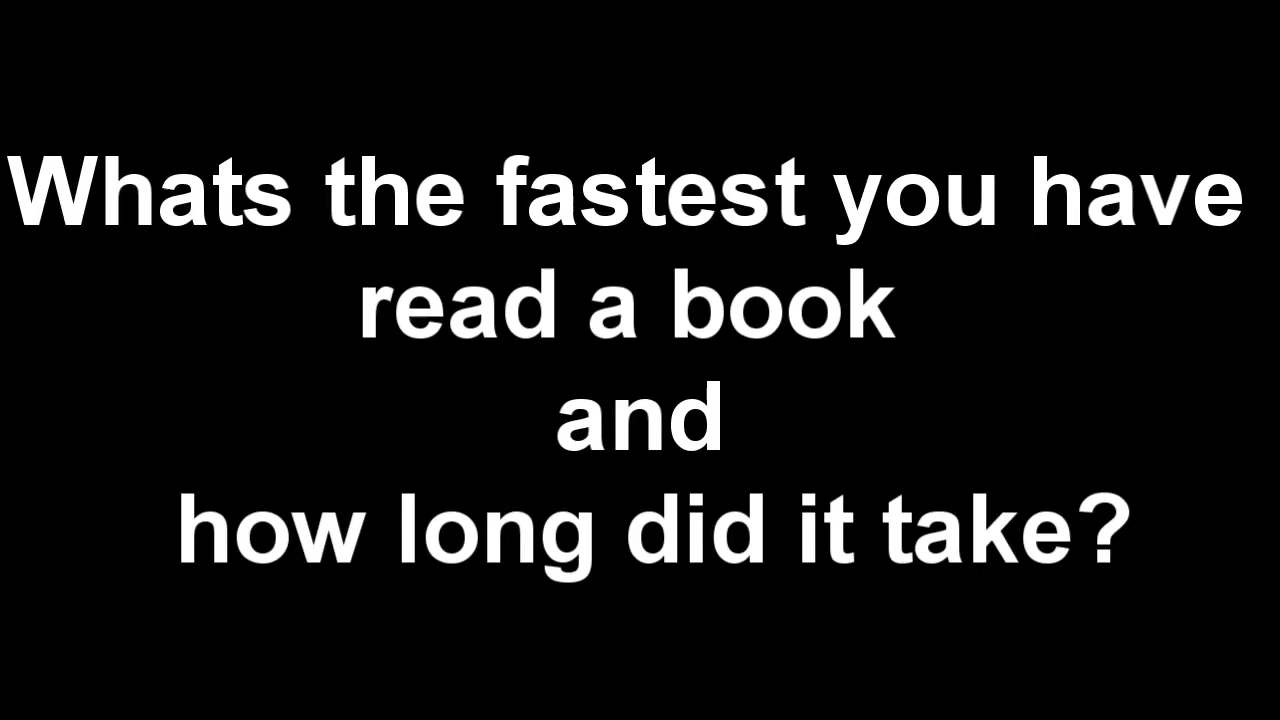 Whats the fastest you have
read a book
and
how long did it take?